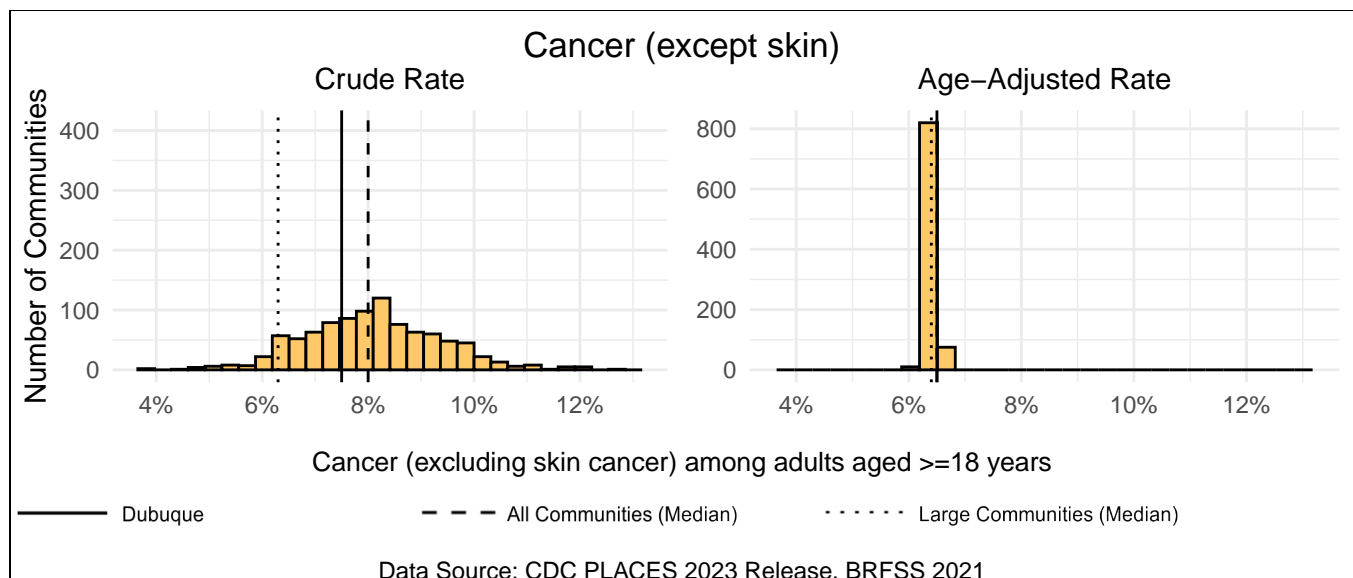 Cancer (except skin)
Crude Rate
Age−Adjusted Rate
Number of Communities
400
300
200
100
0
4%
6%
8%
10%
12%
800
600
400
200
0
4%
6%
8%
10%
12%
Cancer (excluding skin cancer) among adults aged >=18 years
Dubuque
All Communities (Median)
Large Communities (Median)
Data Source: CDC PLACES 2023 Release, BRFSS 2021